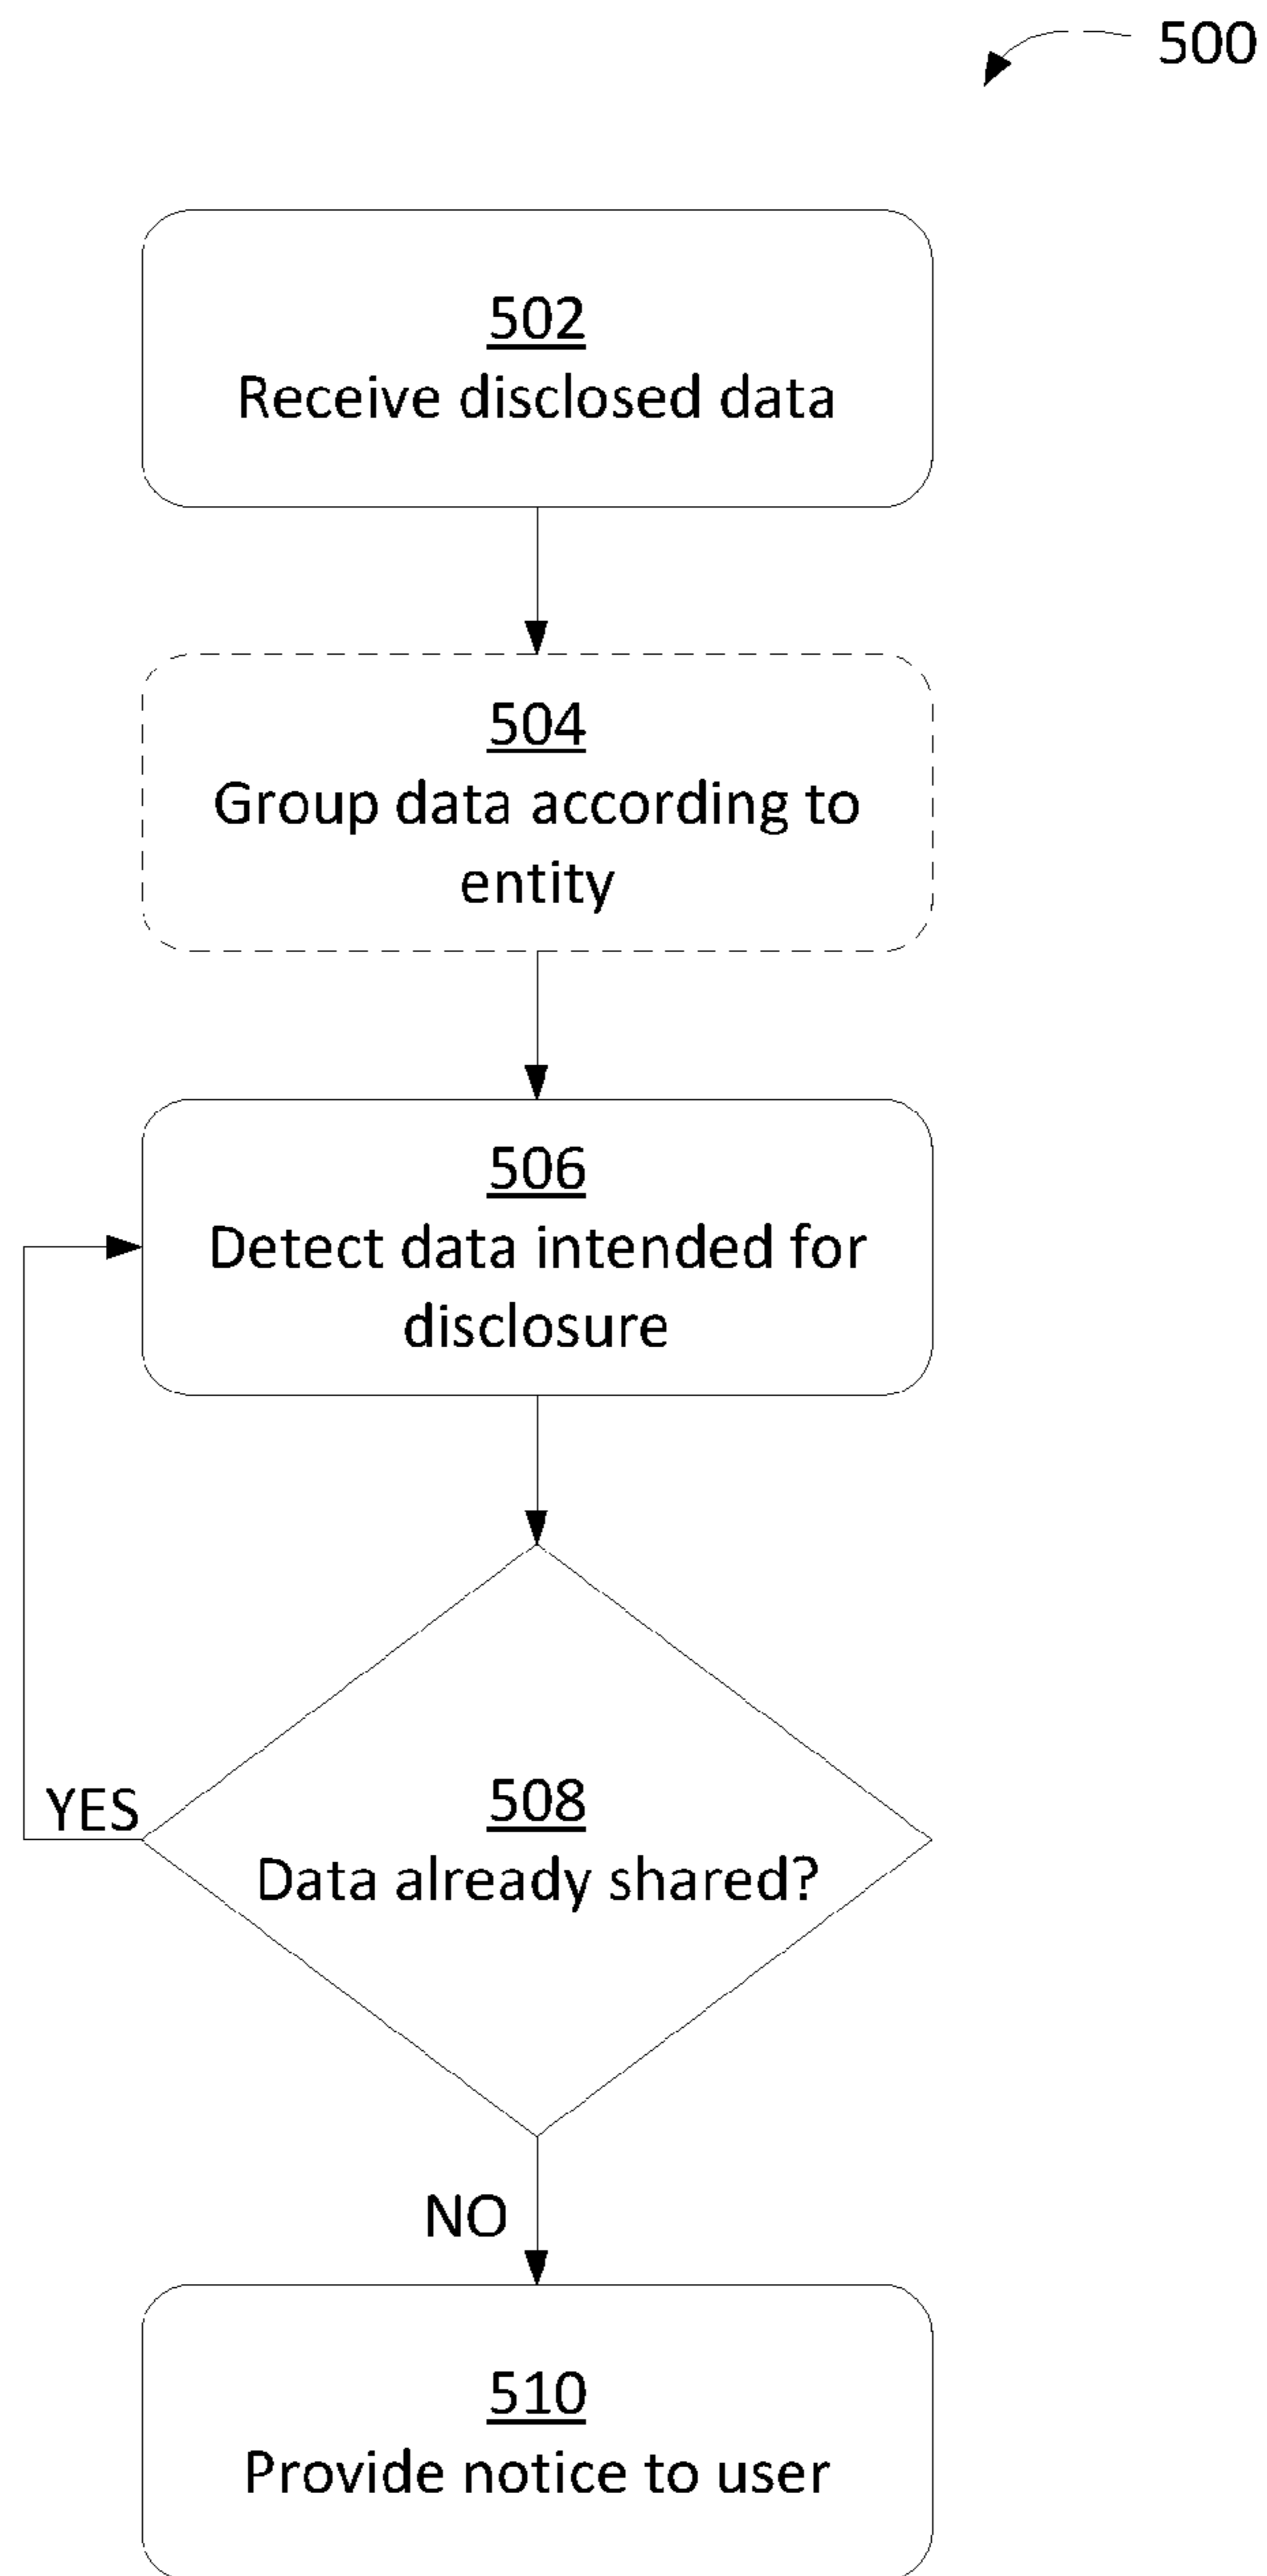 500
502
Receive disclosed data
504
Group data according to
entity
506
Detect data intended for
disclosure
YES
508
Data already shared?
NO
510
Provide notice to user